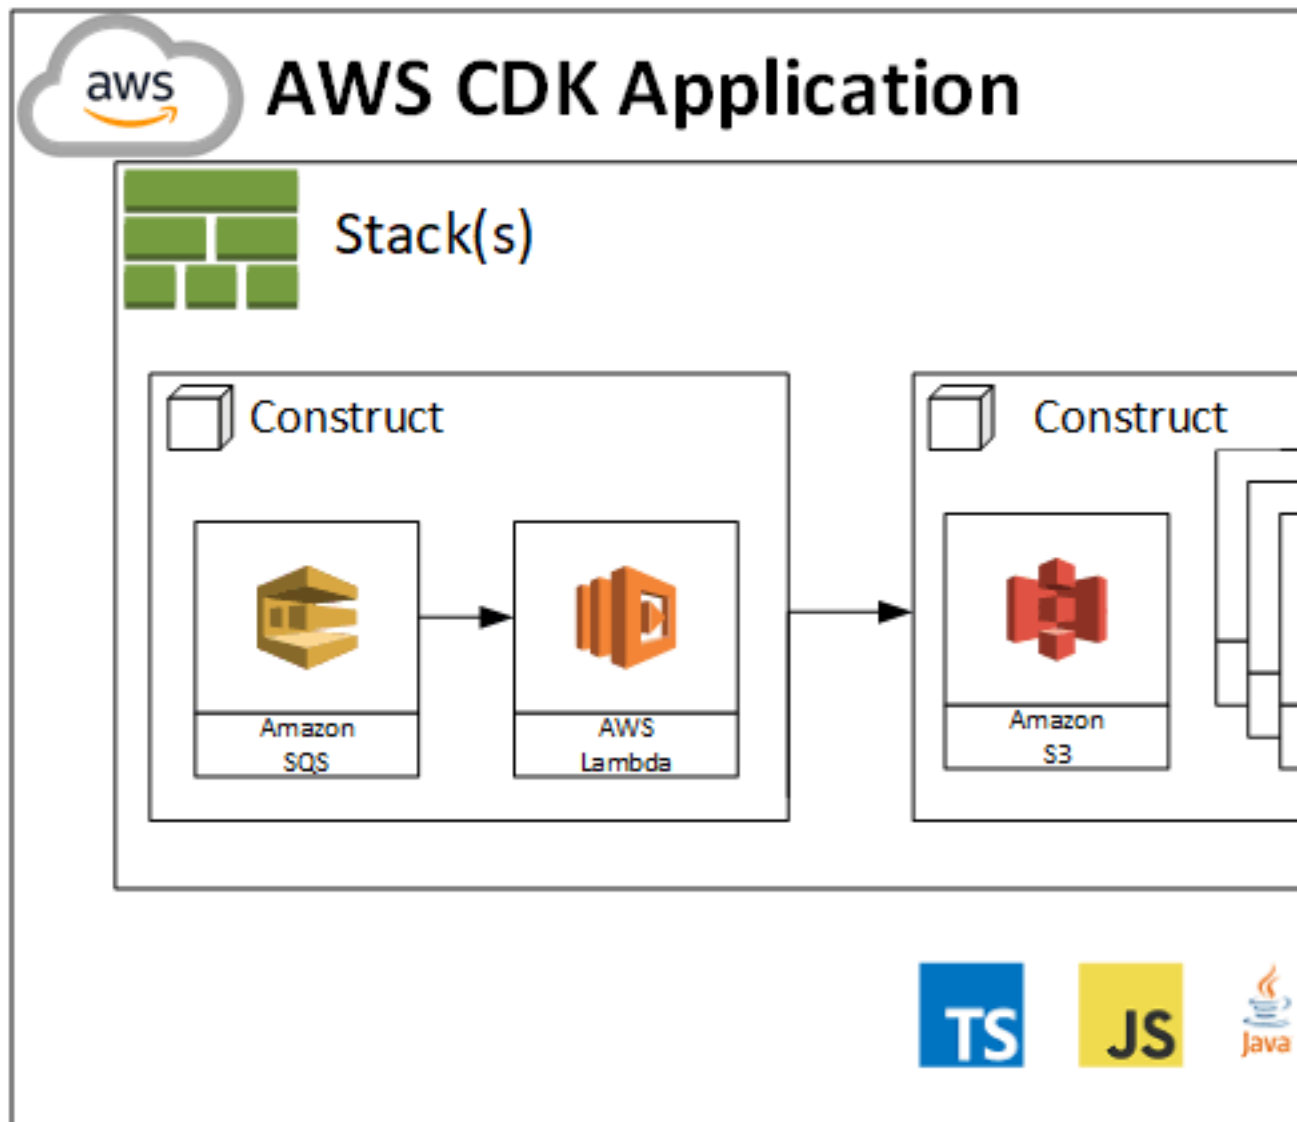 aws
AWS CDK Application
Stack(s)
Construct
Amazon
SQS
AWS
Lambda
Construct
Amazon
S3
TS
JS
Java